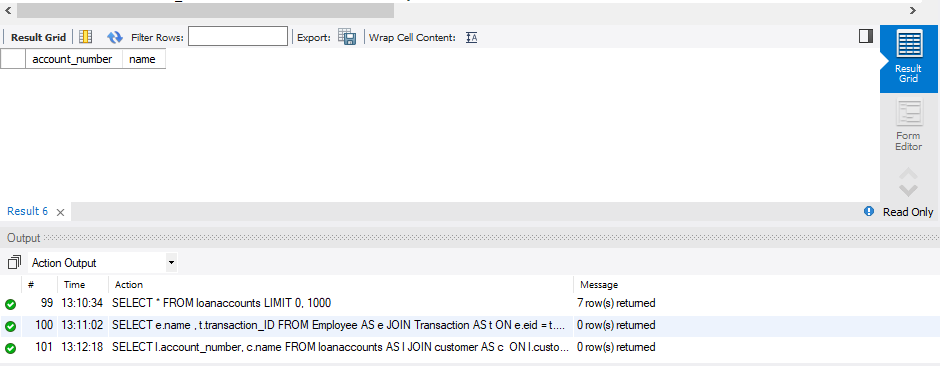 Result Grid Filter Rows: Export: Wrap Cell Content:
account_number name
Result Grid
Form Editor
Result 6 Read Only
Output
Action Output
# Time Action Message
99 13:10:34 SELECT * FROM loanaccounts LIMIT 0, 1000 7 row(s) returned
100 13:11:02 SELECT e.name , t.transaction_ID FROM Employee AS e JOIN Transaction AS t ON e.eid = t.... 0 row(s) returned
101 13:12:18 SELECT l.account_number, c.name FROM loanaccounts AS l JOIN customer AS c  ON l.custo... 0 row(s) returned